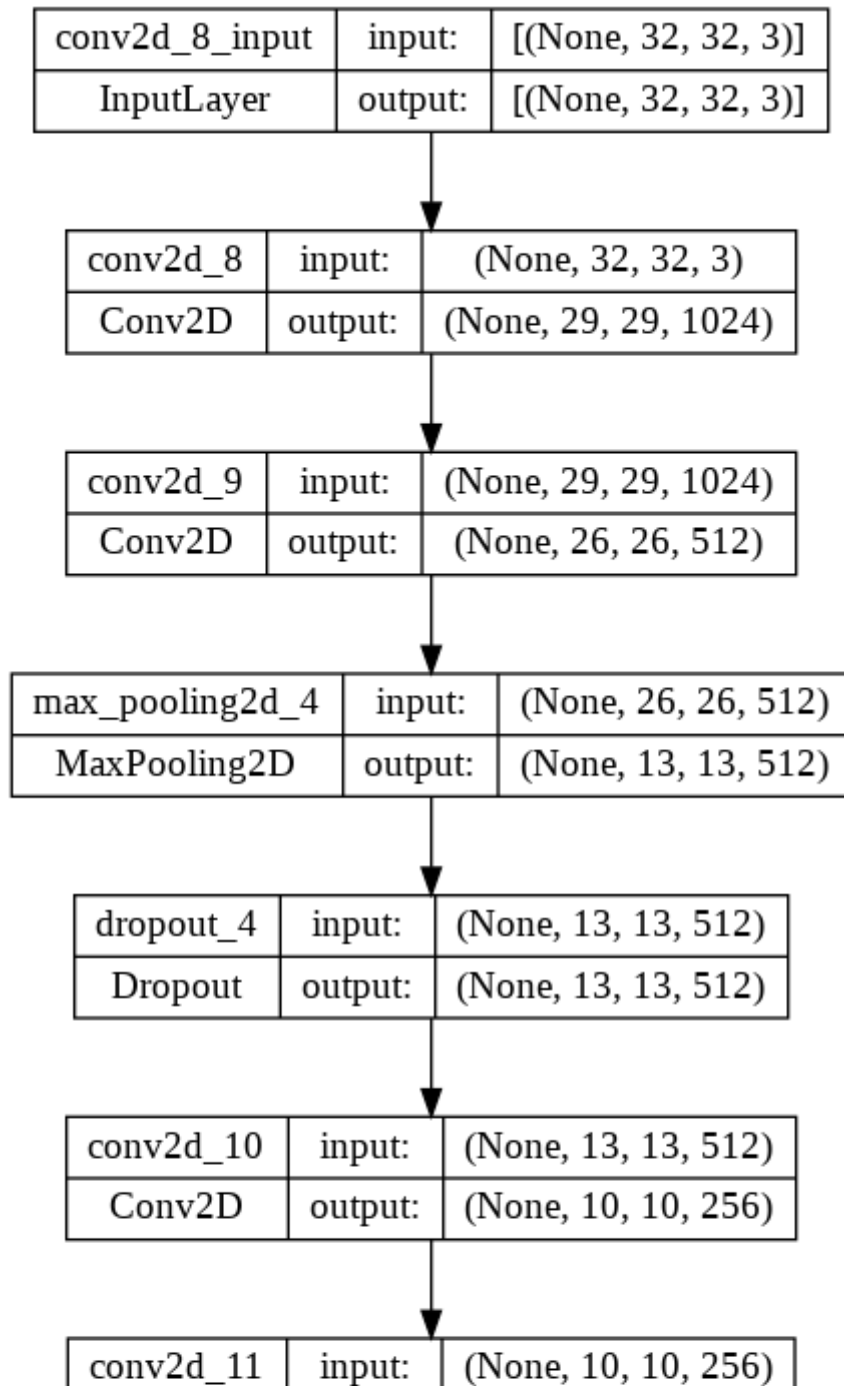 conv2d_8_input input: [(None, 32, 32, 3)]
InputLayer output: [(None, 32, 32, 3)]
conv2d_8 input: (None, 32, 32, 3)
Conv2D output: (None, 29, 29, 1024)
conv2d_9 input: (None, 29, 29, 1024)
Conv2D output: (None, 26, 26, 512)
max_pooling2d_4 input: (None, 26, 26, 512)
MaxPooling2D output: (None, 13, 13, 512)
dropout_4 input: (None, 13, 13, 512)
Dropout output: (None, 13, 13, 512)
conv2d_10 input: (None, 13, 13, 512)
Conv2D output: (None, 10, 10, 256)
conv2d_11 input: (None, 10, 10, 256)